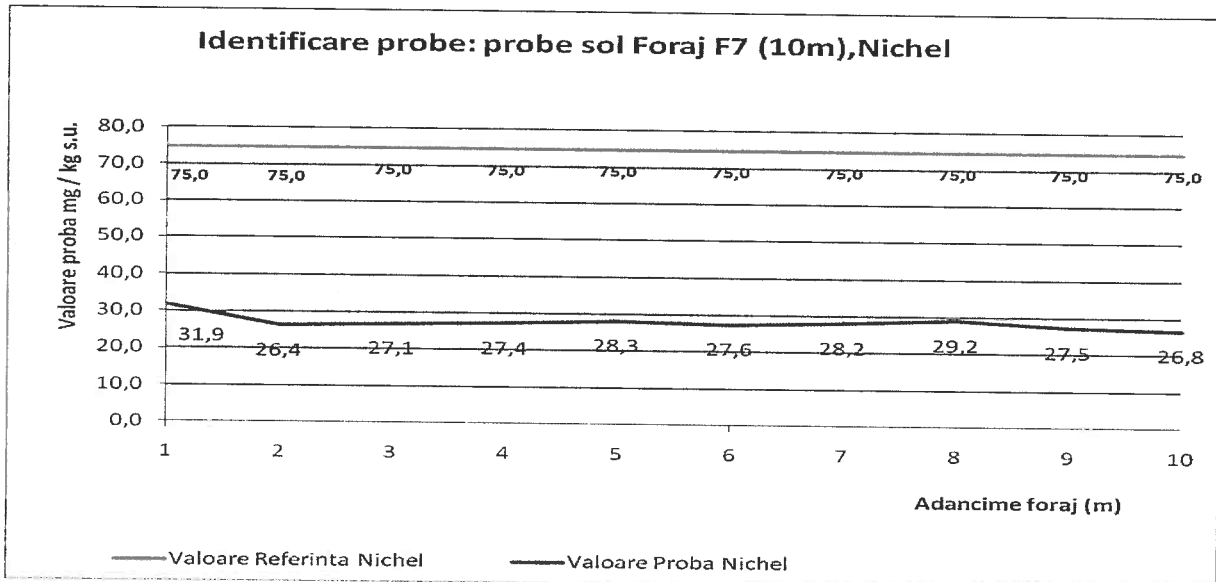 Identificare probe: probe sol Foraj F7 (10m),Nichel
Valoare proba mg / kg s.u.
80,0
70,0
60,0
50,0
40,0
30,0
20,0
10,0
0,0
75,0 75,0 75,0 75,0 75,0 75,0 75,0 75,0 75,0 75,0
31,9 26,4 27,1 27,4 28,3 27,6 28,2 29,2 27,5 26,8
1 2 3 4 5 6 7 8 9 10
Adancime foraj (m)
Valoare Referinta Nichel Valoare Proba Nichel